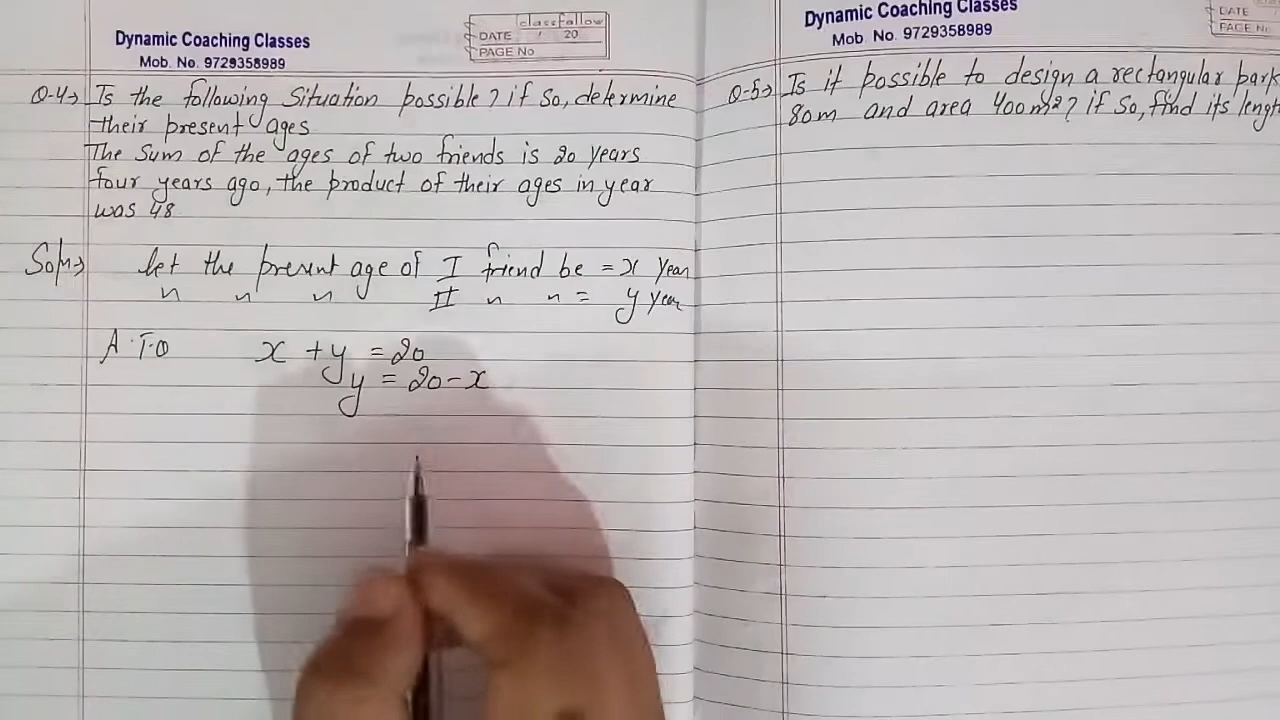 Dynamic Coaching Classes
Mob. No. 9729358989
classfallow
DATE / 20
PAGE No
Q-4→ Is the following Situation possible? if So, determine
their present ages
The Sum of the ages of two friends is 20 years
four years ago, the product of their ages in year
was 48
Soln→ let the present age of I friend be = x Year
〃 〃 〃 II 〃 〃 = y year
A.T.Q x + y = 20
y = 20 - x
Dynamic Coaching Classes
Mob. No. 9729358989
DATE
PAGE No
Q-5→ Is it possible to design a rectangular park
80m and area 400m²? if So, find its lengt